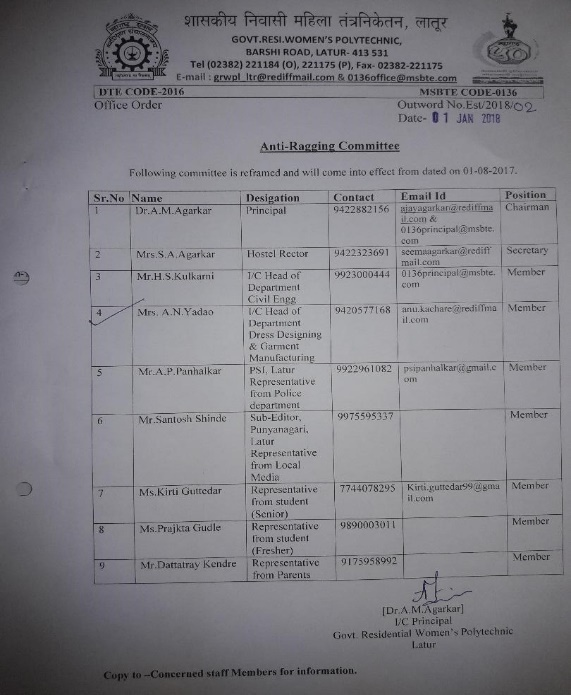 शासकीय निवासी महिला तंत्रनिकेतन, लातूर
GOVT.RESI.WOMEN'S POLYTECHNIC,
BARSHI ROAD, LATUR- 413 531
Tel (02382) 221184 (O), 221175 (P), Fax- 02382-221175
E-mail : grwpl_ltr@rediffmail.com & 0136office@msbte.com
DTE CODE-2016 MSBTE CODE-0136
Office Order Outword No.Est/2018/02
Date- 01 JAN 2018
Anti-Ragging Committee
Following committee is reframed and will come into effect from dated on 01-08-2017.
Sr.No Name Desigation Contact Email Id Position
1 Dr.A.M.Agarkar Principal 9422882156 ajayagarkar@rediffma Chairman
il.com &
0136principal@msbte.
com
2 Mrs.S.A.Agarkar Hostel Rector 9422323691 seemaagarkar@rediff Secretary
mail.com
3 Mr.H.S.Kulkarni I/C Head of 9923000444 0136principal@msbte. Member
Department com
Civil Engg
4 Mrs. A.N.Yadao I/C Head of 9420577168 anu.kachare@rediffma Member
Department il.com
Dress Designing
& Garment
Manufacturing
5 Mr.A.P.Panhalkar PSI, Latur 9922961082 psipanhalkar@gmail.c Member
Representative om
from Police
department
6 Mr.Santosh Shinde Sub-Editor, 9975595337 Member
Punyanagari,
Latur
Representative
from Local
Media
7 Ms.Kirti Guttedar Representative 7744078295 Kirti.guttedar99@gma Member
from student il.com
(Senior)
8 Ms.Prajkta Gudle Representative 9890003011 Member
from student
(Fresher)
9 Mr.Dattatray Kendre Representative 9175958992 Member
from Parents
[Dr.A.M.Agarkar]
I/C Principal
Govt. Residential Women's Polytechnic
Latur
Copy to –Concerned staff Members for information.